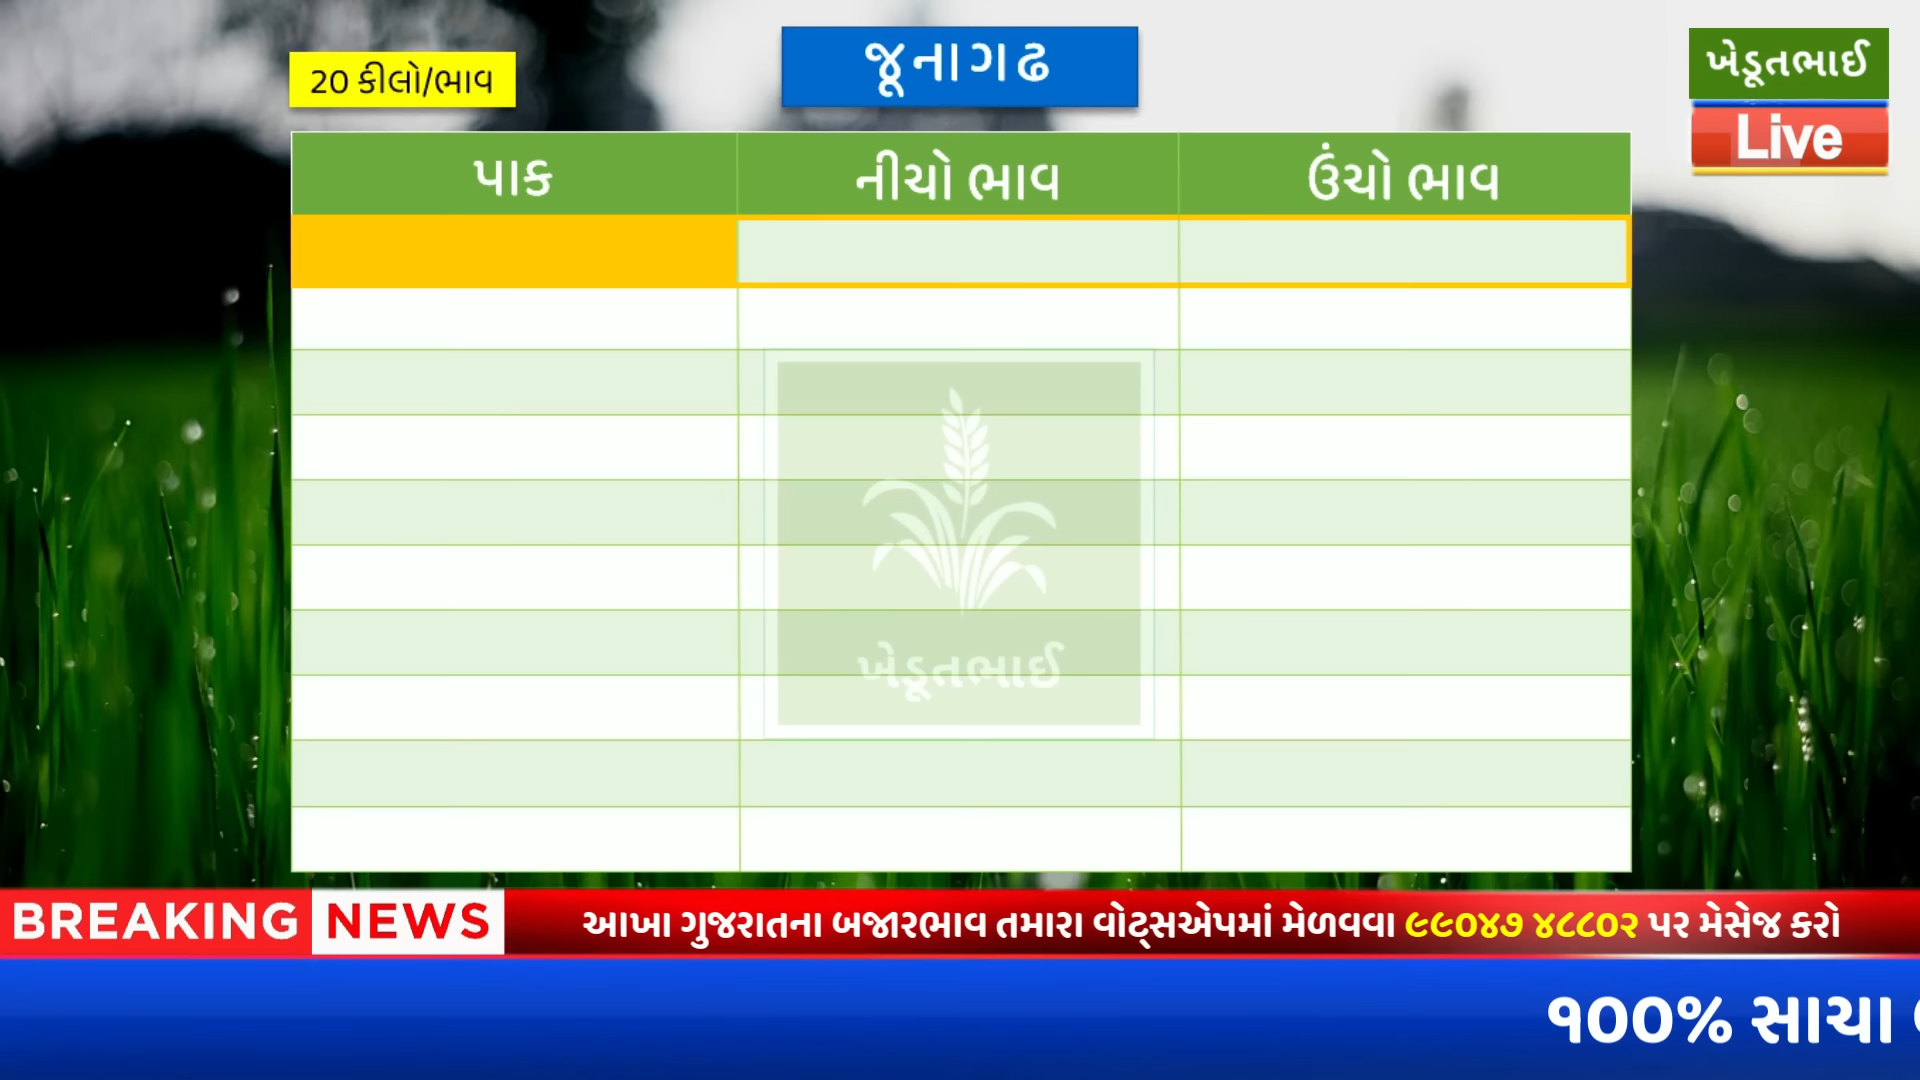 જૂનાગઢ
20 કીલો/ભાવ
ખેડૂતભાઈ
Live
પાક નીચો ભાવ ઉંચો ભાવ
ખેડૂતભાઈ
BREAKING NEWS આખા ગુજરાતના બજારભાવ તમારા વોટ્સએપમાં મેળવવા ૯૯૦૪૭ ૪૮૮૦૨ પર મેસેજ કરો
૧૦૦% સાચા